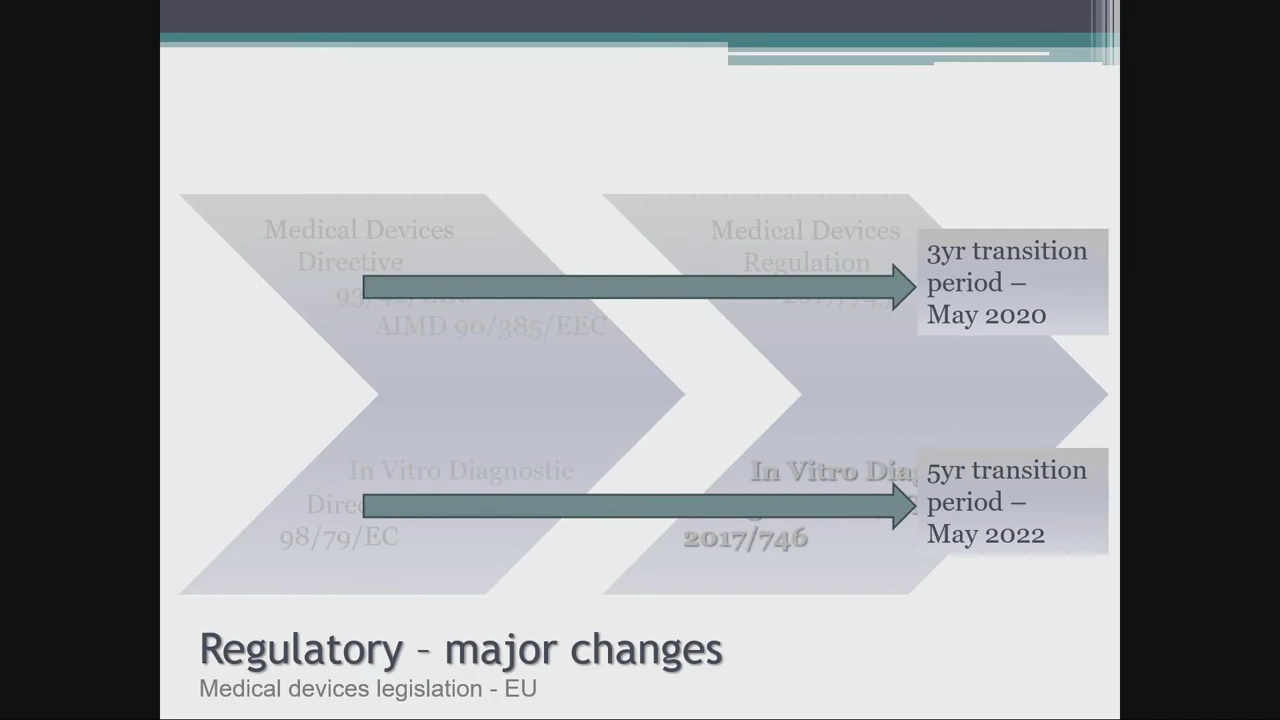 Medical Devices
Directive
93/42/EEC
AIMD 90/385/EEC
Medical Devices
Regulation
2017/745
3yr transition
period –
May 2020
In Vitro Diagnostic
98/79/EC
In Vitro
2017/746
5yr transition
period –
May 2022
Regulatory – major changes
Medical devices legislation - EU